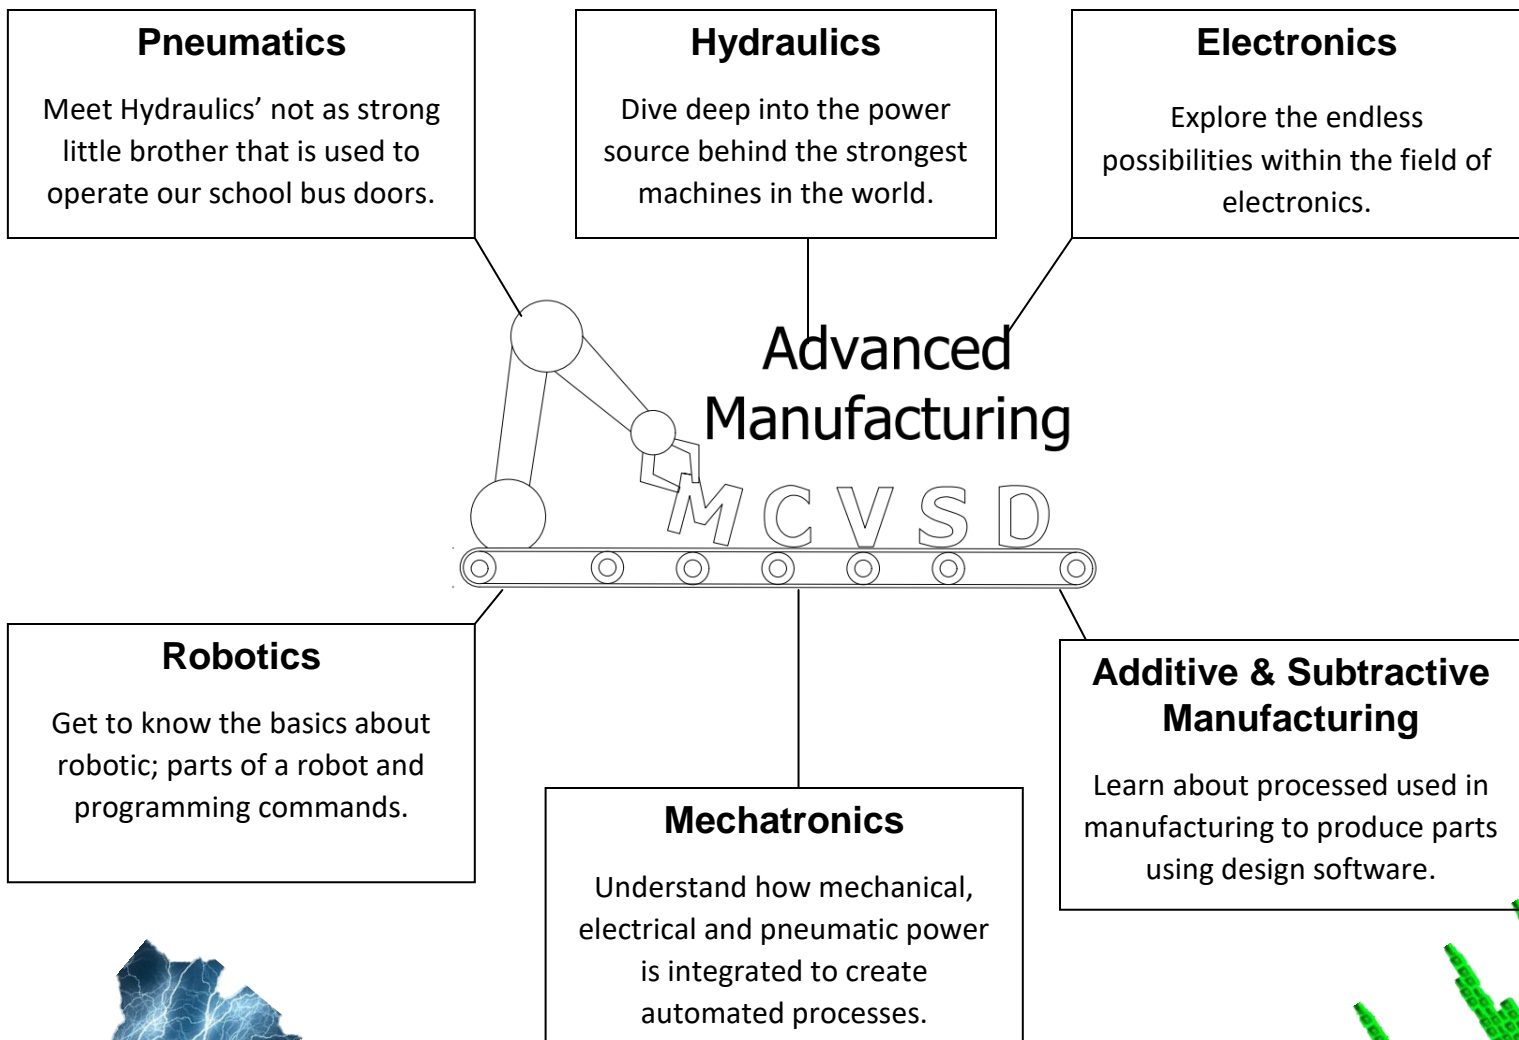 Pneumatics
Meet Hydraulics’ not as strong
little brother that is used to
operate our school bus doors.
Hydraulics
Dive deep into the power
source behind the strongest
machines in the world.
Electronics
Explore the endless
possibilities within the field of
electronics.
Advanced
Manufacturing
MCVSD
Robotics
Get to know the basics about
robotic; parts of a robot and
programming commands.
Mechatronics
Understand how mechanical,
electrical and pneumatic power
is integrated to create
automated processes.
Additive & Subtractive
Manufacturing
Learn about processed used in
manufacturing to produce parts
using design software.